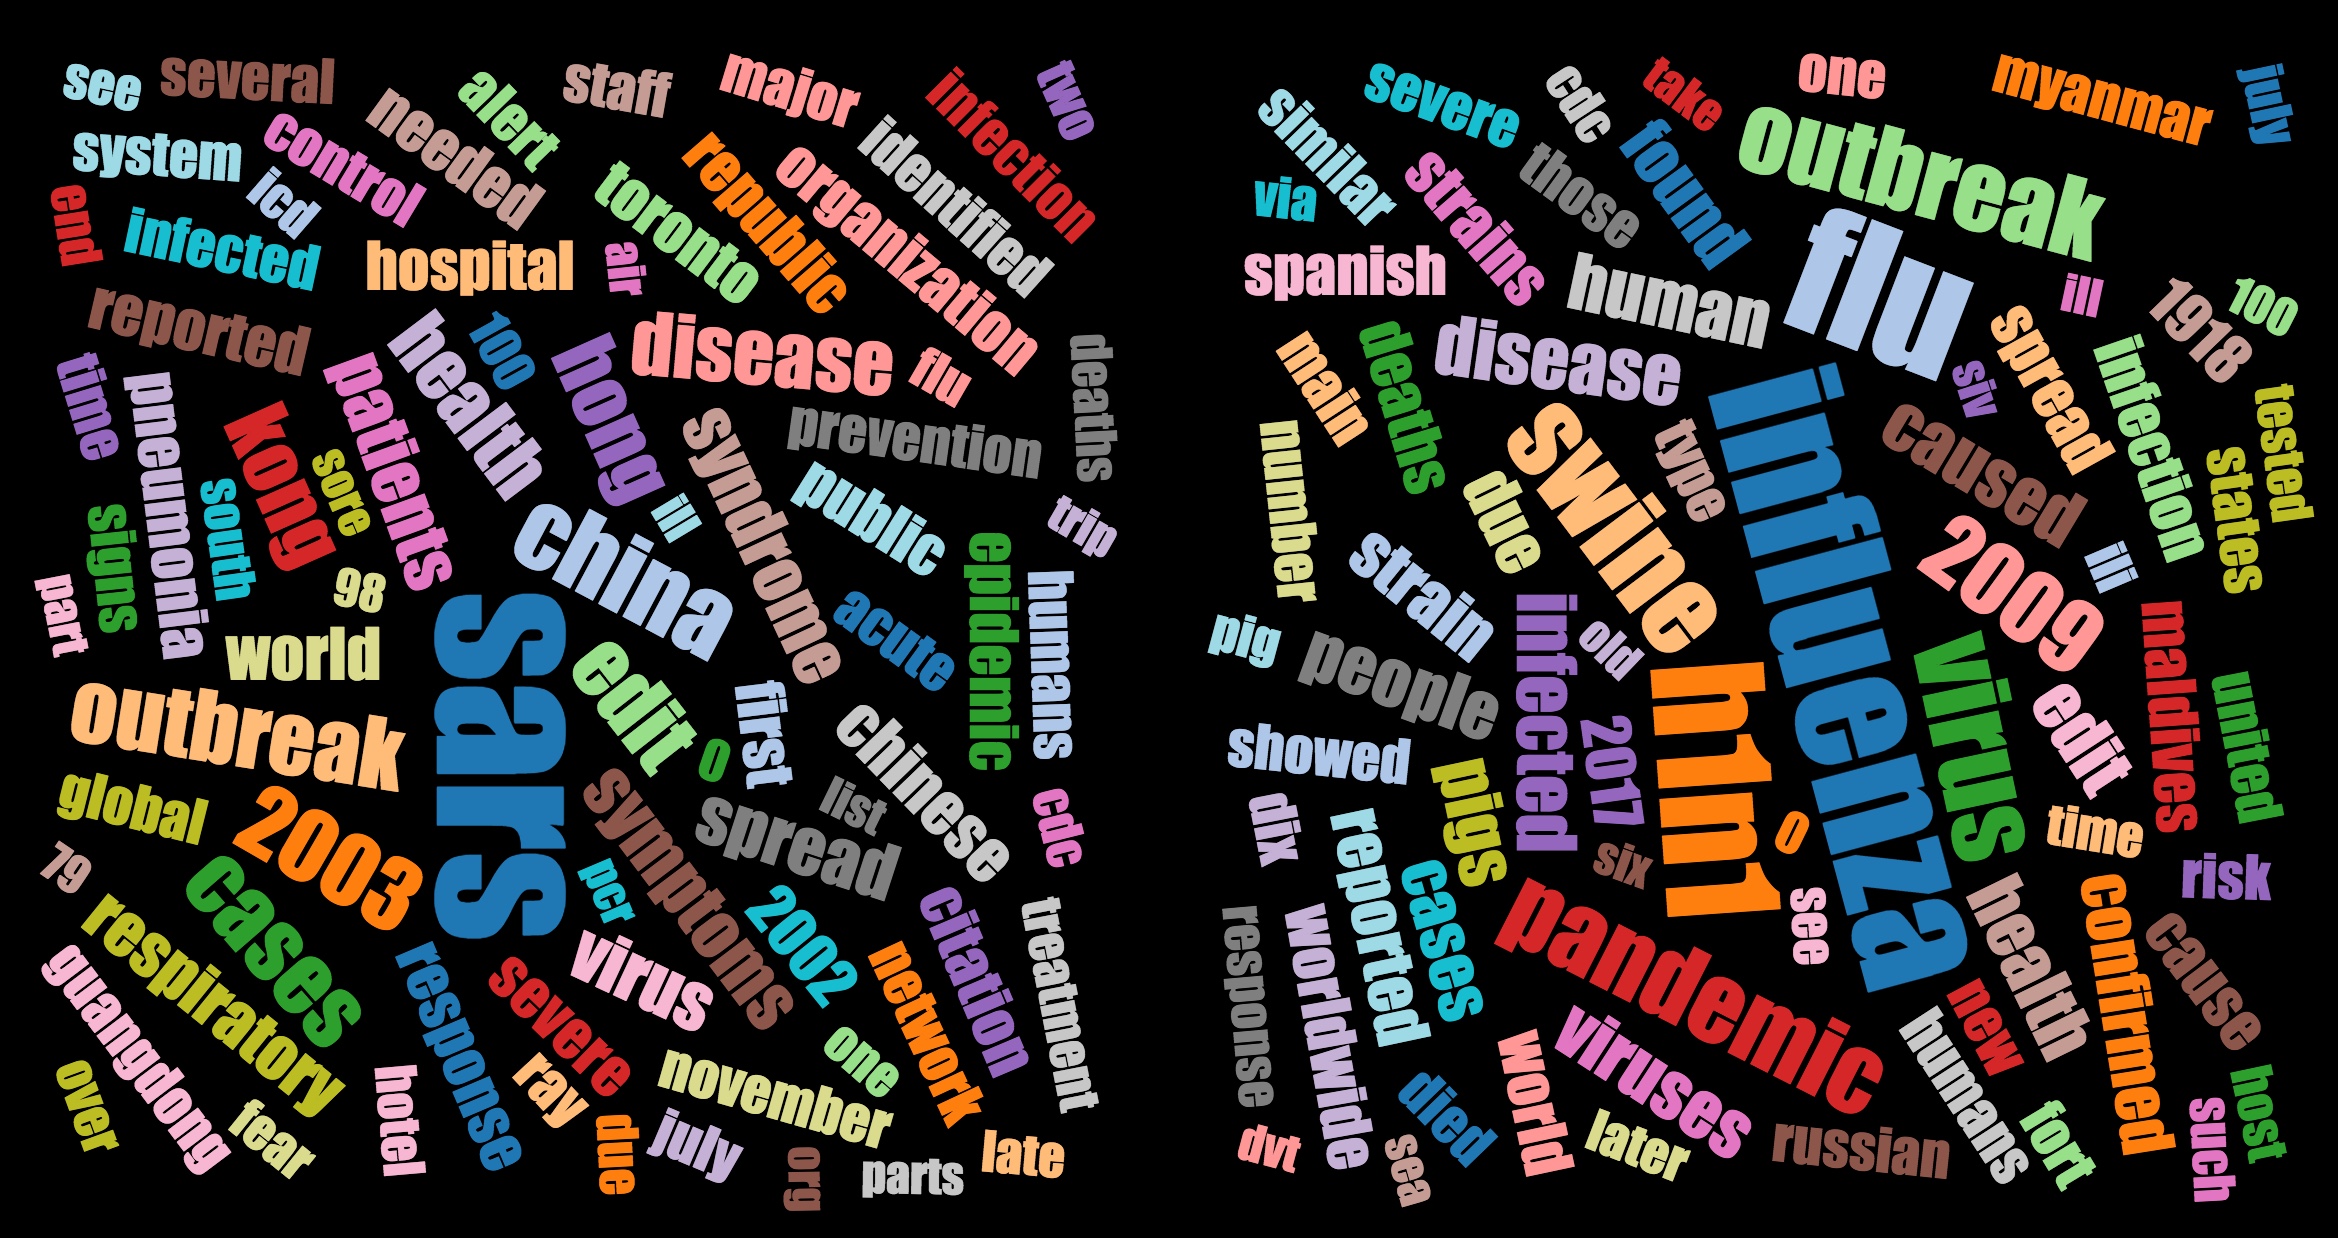 see
several
system
control
needed
alert
staff
major
infection
two
identified
organization
republic
toronto
icd
end
infected
hospital
air
reported
health
100
hong
disease
flu
deaths
prevention
time
pneumonia
patients
kong
sore
syndrome
ill
public
trip
signs
south
98
china
epidemic
humans
part
world
sars
acute
edit
first
0
outbreak
chinese
global
2003
symptoms
spread
list
cdc
79
cases
pcr
2002
citation
treatment
respiratory
guangdong
response
severe
virus
network
one
november
over
fear
hotel
ray
due
july
org
parts
late
similar
severe
cdc
take
one
myanmar
july
via
strains
those
found
outbreak
spanish
human
flu
ill
1918
100
main
deaths
disease
siv
spread
infection
tested
number
due
swine
type
influenza
caused
states
strain
2009
ili
pig
people
infected
old
h1n1
virus
maldives
united
showed
edit
pigs
2017
0
time
dix
reported
cases
six
see
risk
response
worldwide
pandemic
health
confirmed
cause
new
viruses
humans
world
died
dvt
sea
later
russian
fort
such
host